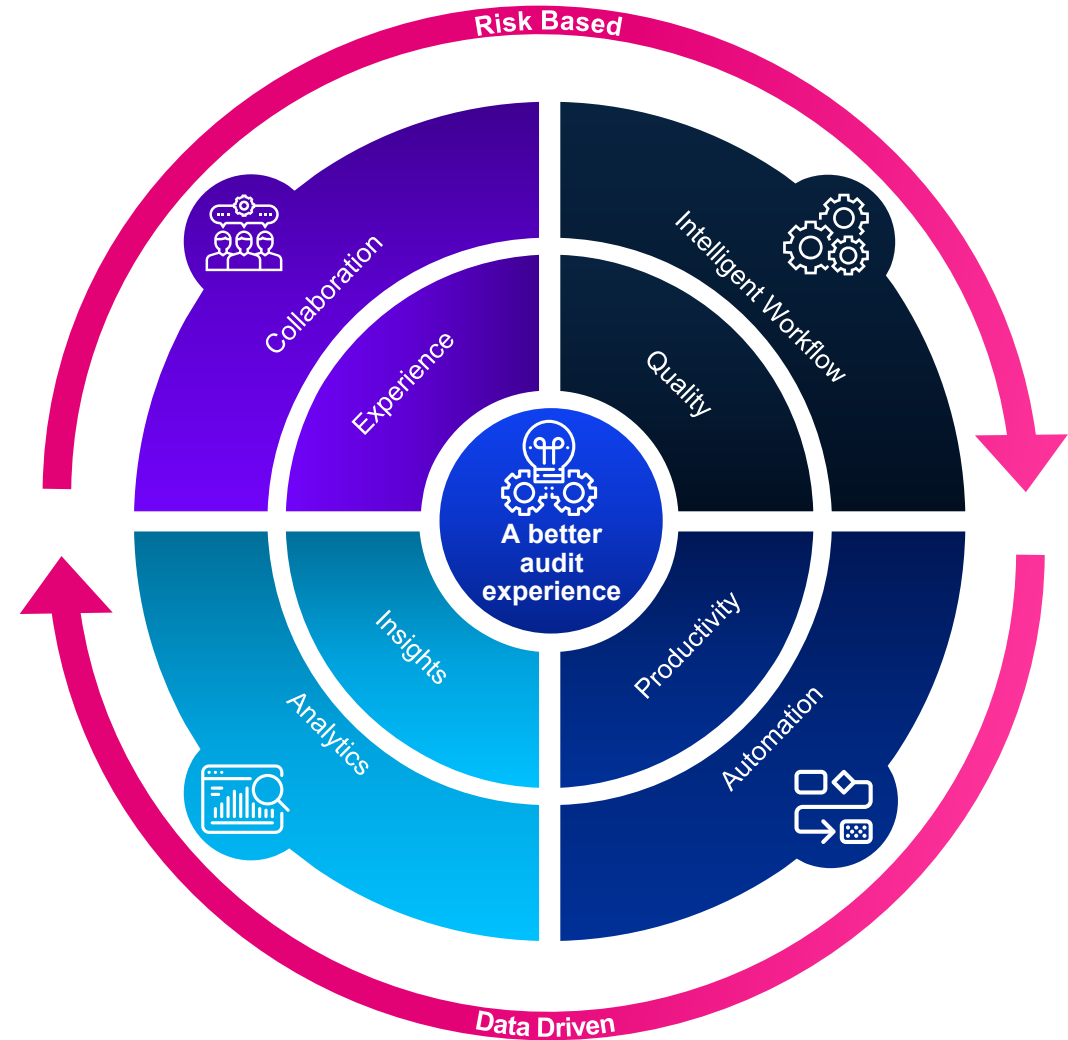 Risk Based
Collaboration
Intelligent Workflow
Experience
Quality
A better
audit
experience
Insights
Productivity
Analytics
Automation
Data Driven